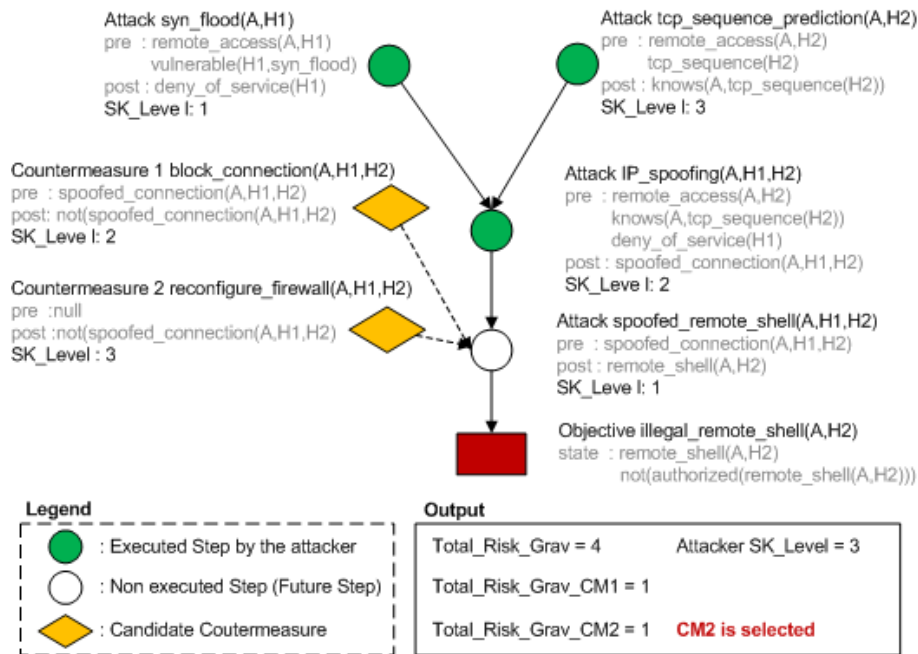 Attack syn_flood(A,H1)
pre : remote_access(A,H1)
vulnerable(H1,syn_flood)
post : deny_of_service(H1)
SK_Leve l: 1
Attack tcp_sequence_prediction(A,H2)
pre : remote_access(A,H2)
tcp_sequence(H2)
post : knows(A,tcp_sequence(H2))
SK_Leve l: 3
Countermeasure 1 block_connection(A,H1,H2)
pre : spoofed_connection(A,H1,H2)
post: not(spoofed_connection(A,H1,H2)
SK_Leve l: 2
Attack IP_spoofing(A,H1,H2)
pre : remote_access(A,H2)
knows(A,tcp_sequence(H2))
deny_of_service(H1)
post : spoofed_connection(A,H1,H2)
SK_Leve l: 2
Countermeasure 2 reconfigure_firewall(A,H1,H2)
pre :null
post :not(spoofed_connection(A,H1,H2)
SK_Level : 3
Attack spoofed_remote_shell(A,H1,H2)
pre : spoofed_connection(A,H1,H2)
post : remote_shell(A,H2)
SK_Leve l: 1
Objective illegal_remote_shell(A,H2)
state : remote_shell(A,H2)
not(authorized(remote_shell(A,H2)))
Legend
: Executed Step by the attacker
: Non executed Step (Future Step)
: Candidate Coutermeasure
Output
Total_Risk_Grav = 4 Attacker SK_Level = 3
Total_Risk_Grav_CM1 = 1
Total_Risk_Grav_CM2 = 1 CM2 is selected